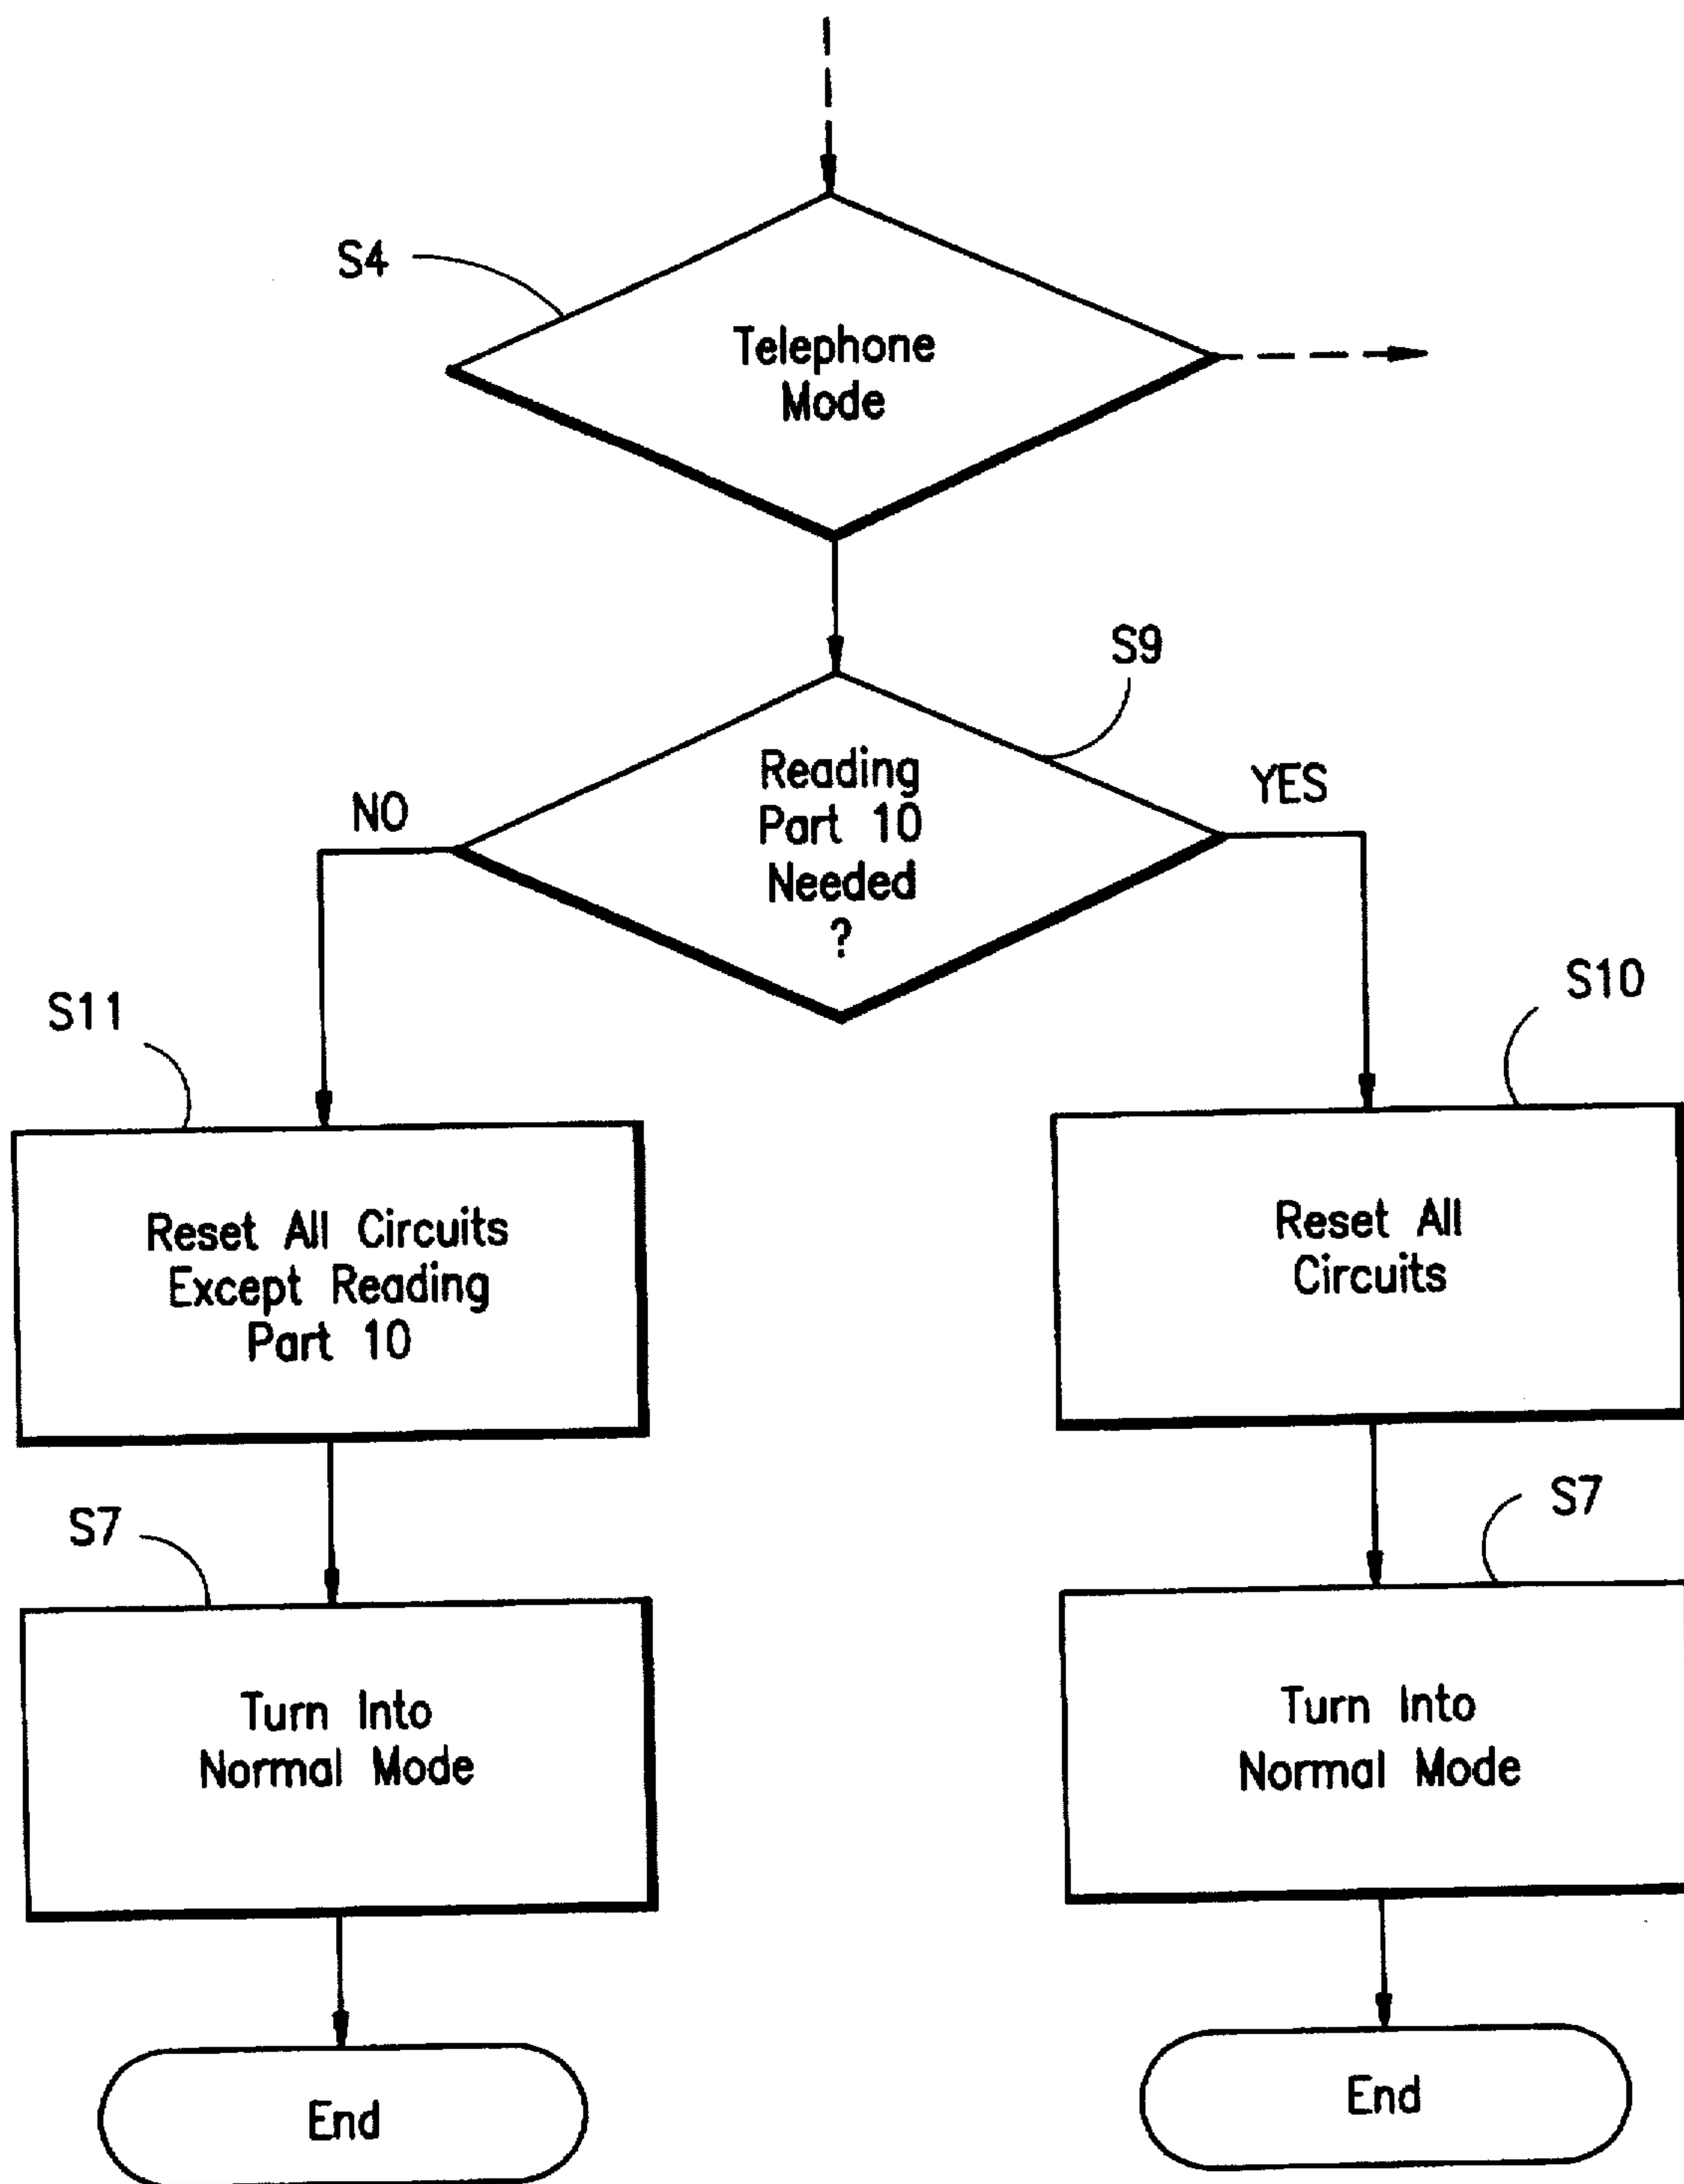 S4
Telephone
Mode
S9
Reading
Part 10
Needed
?
NO
YES
S11
S10
Reset All Circuits
Except Reading
Part 10
Reset All
Circuits
S7
S7
Turn Into
Normal Mode
Turn Into
Normal Mode
End
End